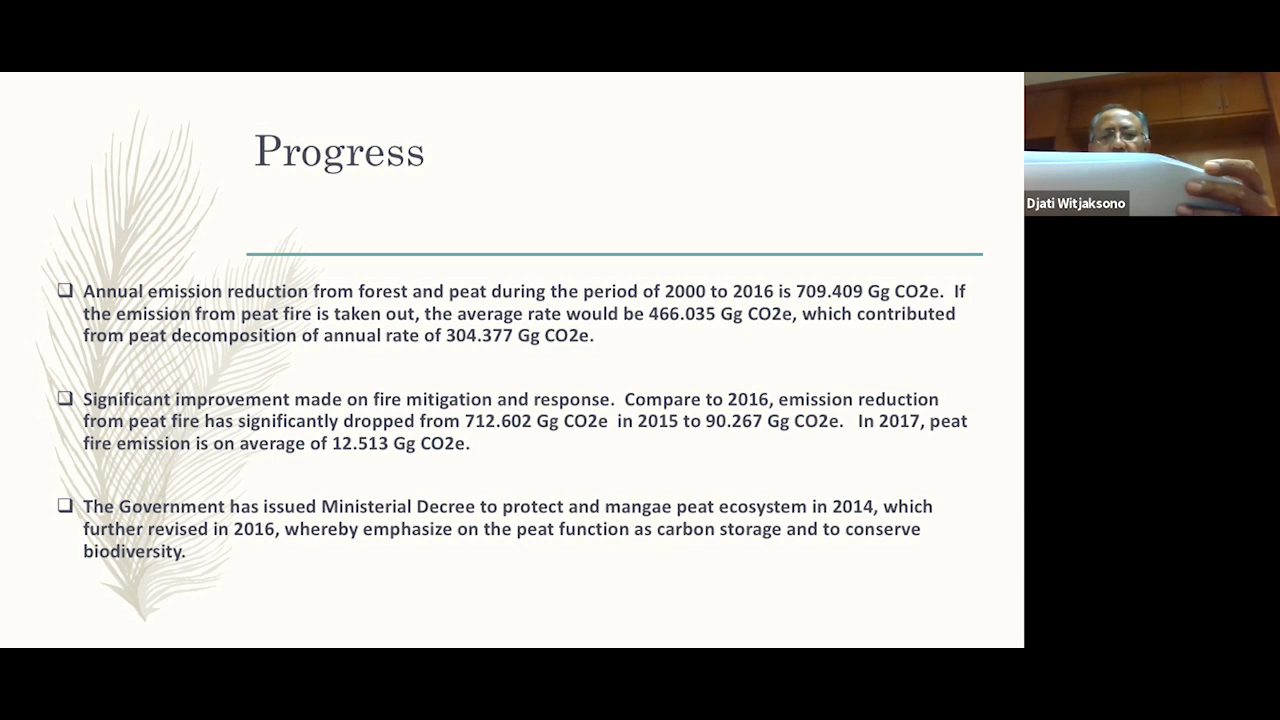 Progress
Annual emission reduction from forest and peat during the period of 2000 to 2016 is 709.409 Gg CO2e. If
the emission from peat fire is taken out, the average rate would be 466.035 Gg CO2e, which contributed
from peat decomposition of annual rate of 304.377 Gg CO2e.
Significant improvement made on fire mitigation and response. Compare to 2016, emission reduction
from peat fire has significantly dropped from 712.602 Gg CO2e in 2015 to 90.267 Gg CO2e. In 2017, peat
fire emission is on average of 12.513 Gg CO2e.
The Government has issued Ministerial Decree to protect and mangae peat ecosystem in 2014, which
further revised in 2016, whereby emphasize on the peat function as carbon storage and to conserve
biodiversity.
Djati Witjaksono